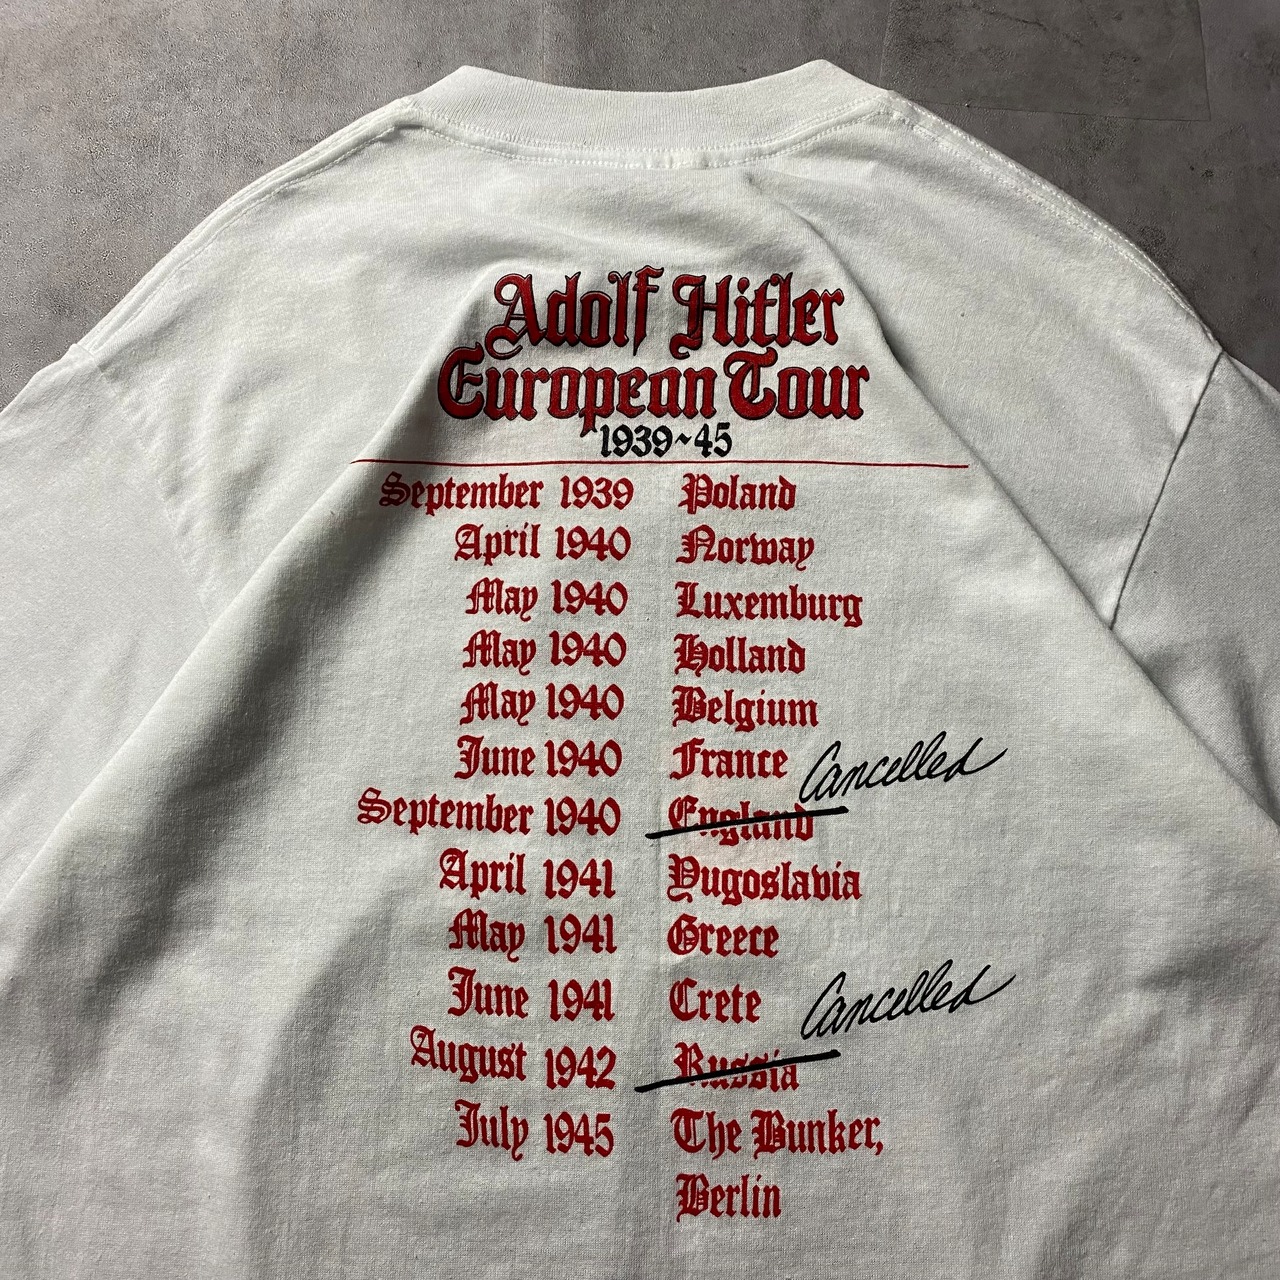 Adolf Hitler
European Tour
1939~45
September 1939 Poland
April 1940 Norway
May 1940 Luxemburg
May 1940 Holland
May 1940 Belgium
June 1940 France Cancelled
September 1940 England
April 1941 Yugoslavia
May 1941 Greece
June 1941 Crete Cancelled
August 1942 Russia
July 1945 The Bunker,
Berlin